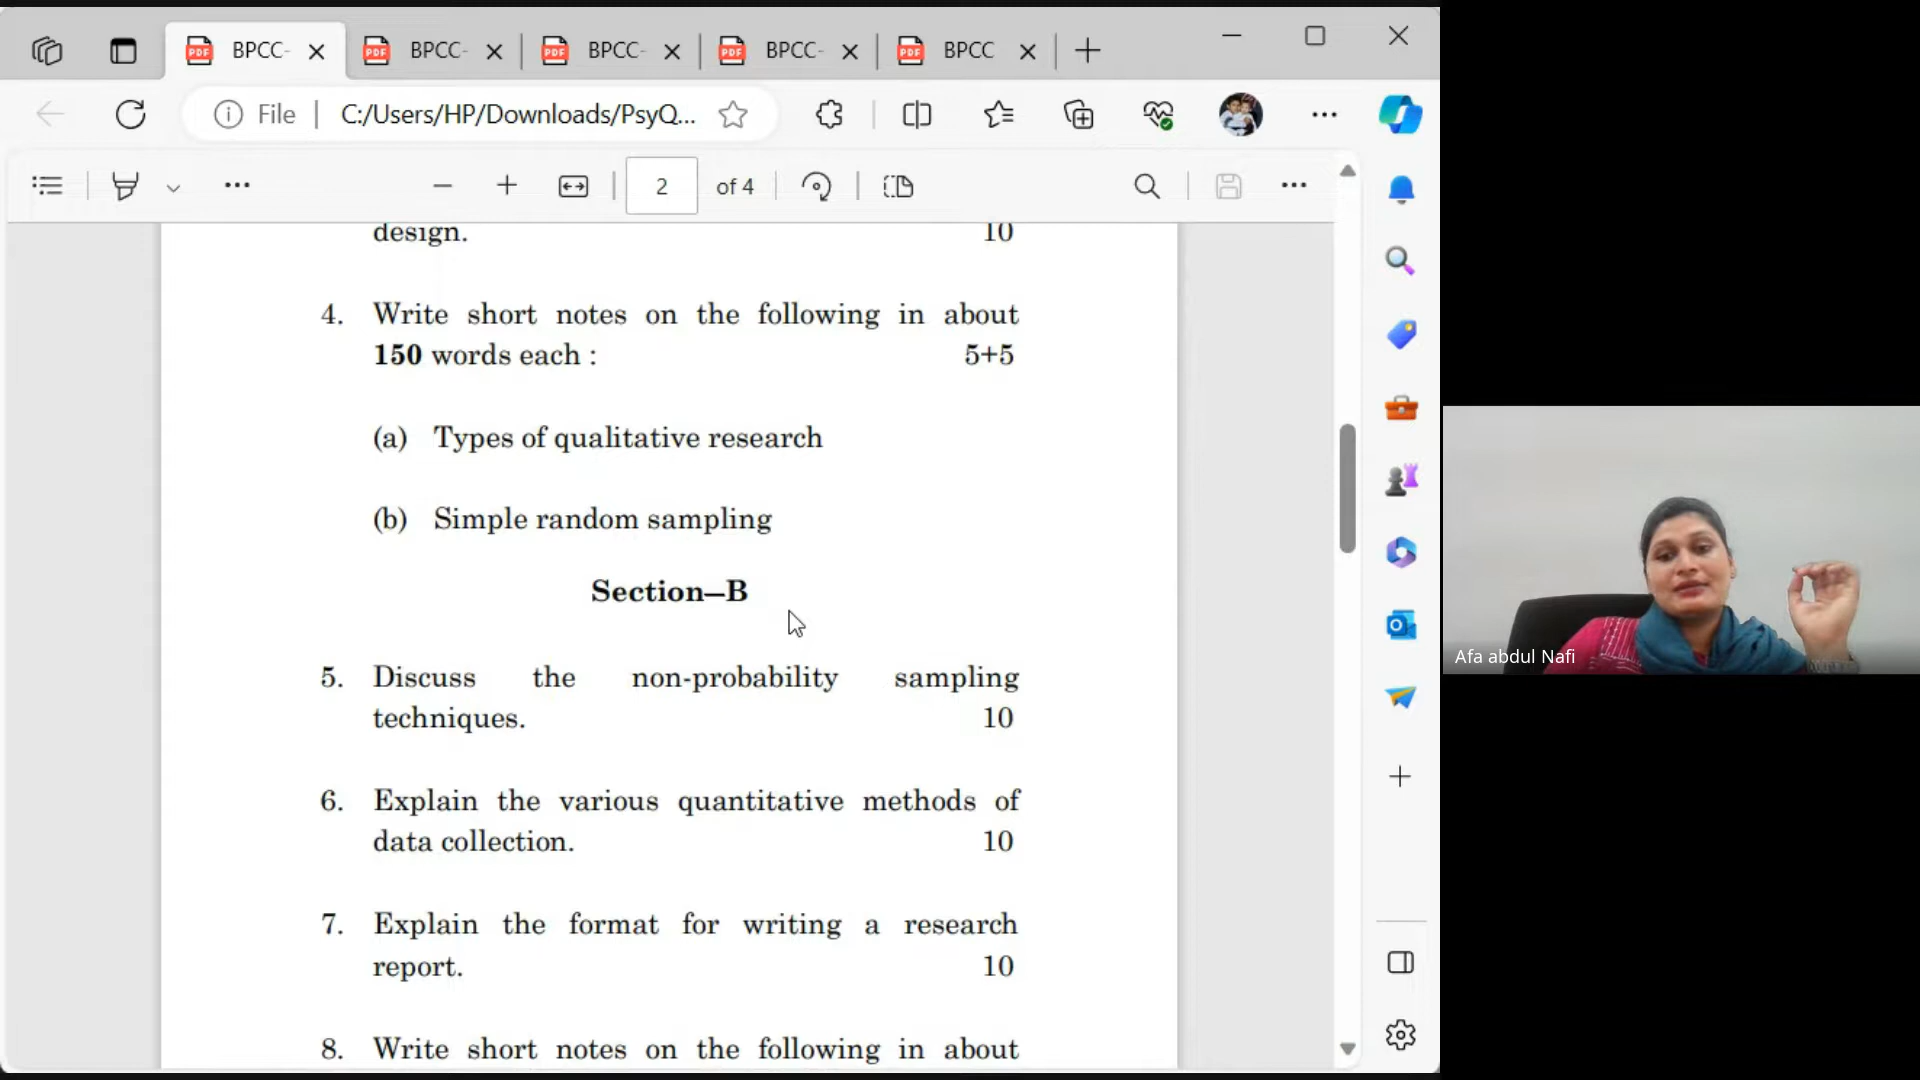 BPCC-
BPCC-
BPCC-
BPCC-
BPCC
File
C:/Users/HP/Downloads/PsyQ...
2 of 4
design. 10
4. Write short notes on the following in about
150 words each : 5+5
(a) Types of qualitative research
(b) Simple random sampling
Section–B
5. Discuss the non-probability sampling
techniques. 10
6. Explain the various quantitative methods of
data collection. 10
7. Explain the format for writing a research
report. 10
8. Write short notes on the following in about
Afa abdul Nafi